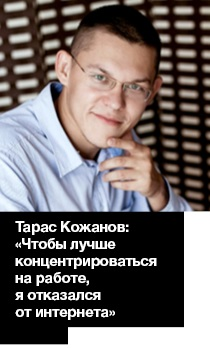 Тарас Кожанов:
«Чтобы лучше
концентрироваться
на работе,
я отказался
от интернета»